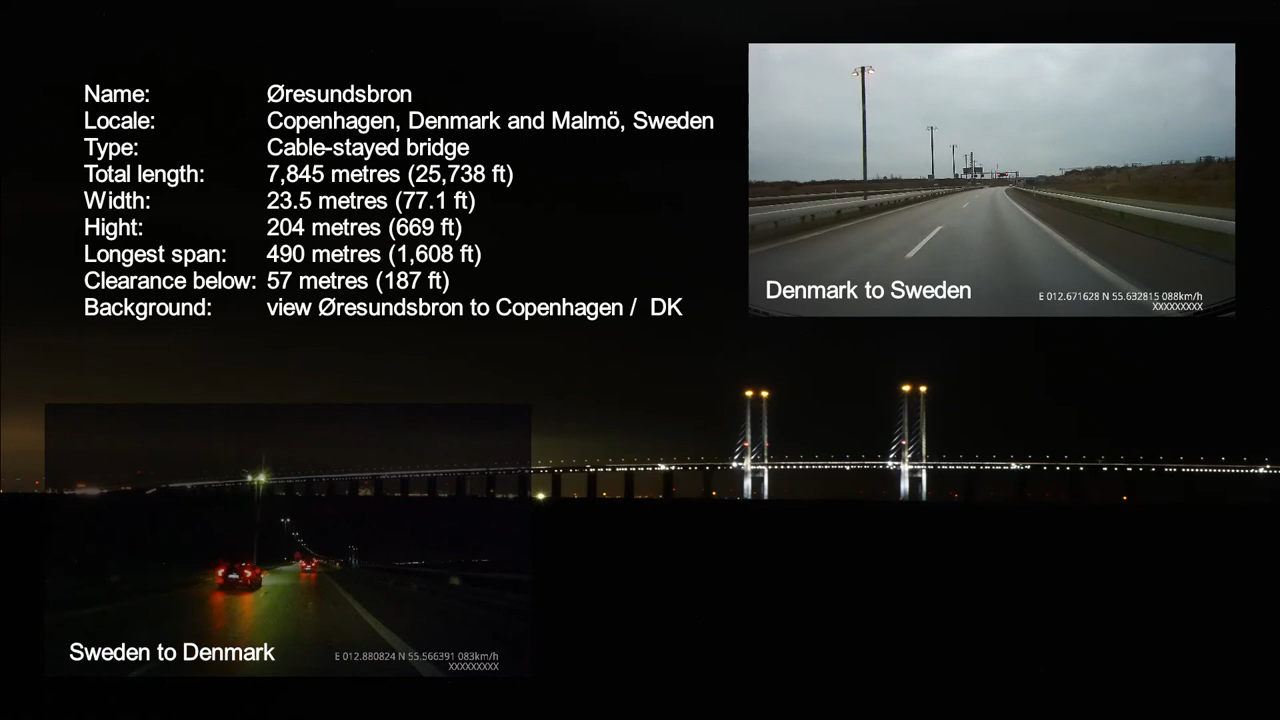 Name: Øresundsbron
Locale: Copenhagen, Denmark and Malmö, Sweden
Type: Cable-stayed bridge
Total length: 7,845 metres (25,738 ft)
Width: 23.5 metres (77.1 ft)
Hight: 204 metres (669 ft)
Longest span: 490 metres (1,608 ft)
Clearance below: 57 metres (187 ft)
Background: view Øresundsbron to Copenhagen / DK
Denmark to Sweden
E 012.671628 N 55.632815 088km/h
XXXXXXXXX
Sweden to Denmark
E 012.880824 N 55.566391 083km/h
XXXXXXXXX